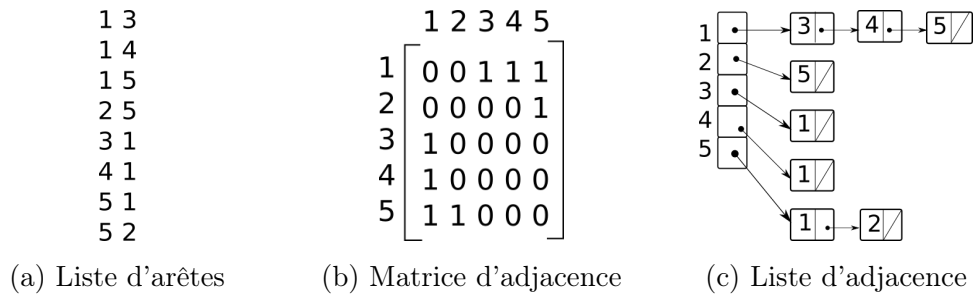 1 3
1 4
1 5
2 5
3 1
4 1
5 1
5 2
(a) Liste d'arêtes
1 2 3 4 5
1 0 0 1 1 1
2 0 0 0 0 1
3 1 0 0 0 0
4 1 0 0 0 0
5 1 1 0 0 0
(b) Matrice d'adjacence
1 3 4 5
2 5
3 1
4 1
5 1 2
(c) Liste d'adjacence